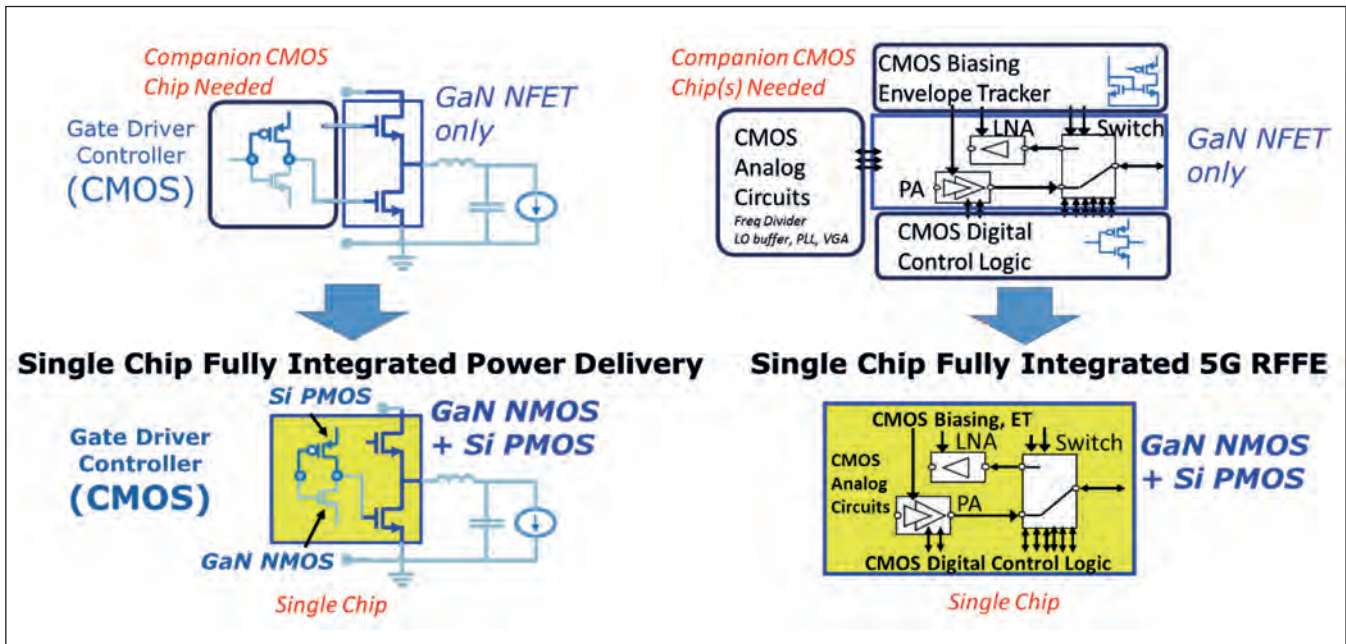 Companion CMOS
Chip Needed
GaN NFET
only
Gate Driver
Controller
(CMOS)
Companion CMOS
Chip(s) Needed
CMOS Biasing
Envelope Tracker
CMOS
Analog
Circuits
Freq Divider
LO buffer, PLL, VGA
LNA
Switch
PA
GaN NFET
only
CMOS Digital
Control Logic
Single Chip Fully Integrated Power Delivery
Si PMOS
GaN NMOS
+ Si PMOS
Gate Driver
Controller
(CMOS)
GaN NMOS
Single Chip
Single Chip Fully Integrated 5G RFFE
CMOS Biasing, ET
LNA
Switch
CMOS
Analog
Circuits
PA
CMOS Digital Control Logic
GaN NMOS
+ Si PMOS
Single Chip